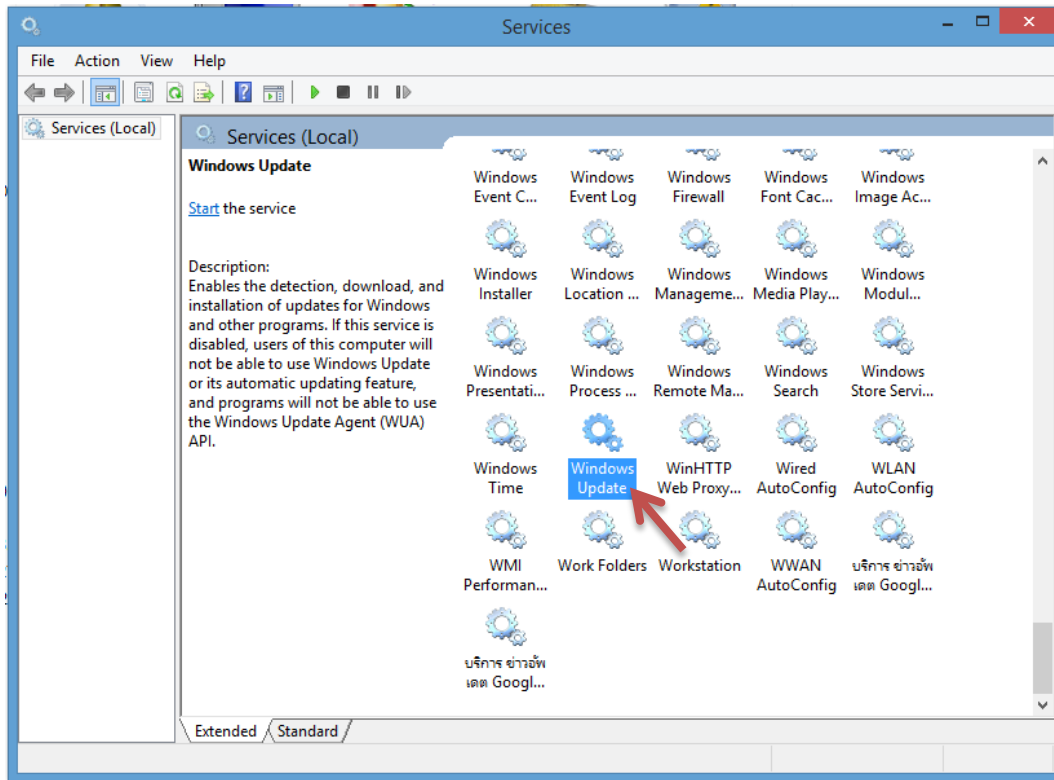 Services
File Action View Help
Services (Local)
Services (Local)
Windows Update
Start the service
Description:
Enables the detection, download, and
installation of updates for Windows
and other programs. If this service is
disabled, users of this computer will
not be able to use Windows Update
or its automatic updating feature,
and programs will not be able to use
the Windows Update Agent (WUA)
API.
Windows
Event C...
Windows
Event Log
Windows
Firewall
Windows
Font Cac...
Windows
Image Ac...
Windows
Installer
Windows
Location ...
Windows
Manageme...
Windows
Media Play...
Windows
Modul...
Windows
Presentati...
Windows
Process ...
Windows
Remote Ma...
Windows
Search
Windows
Store Servi...
Windows
Time
Windows
Update
WinHTTP
Web Proxy...
Wired
AutoConfig
WLAN
AutoConfig
WMI
Performan...
Work Folders
Workstation
WWAN
AutoConfig
บริการ ข่าวอัพ
เดต Googl...
บริการ ข่าวอัพ
เดต Googl...
Extended
Standard